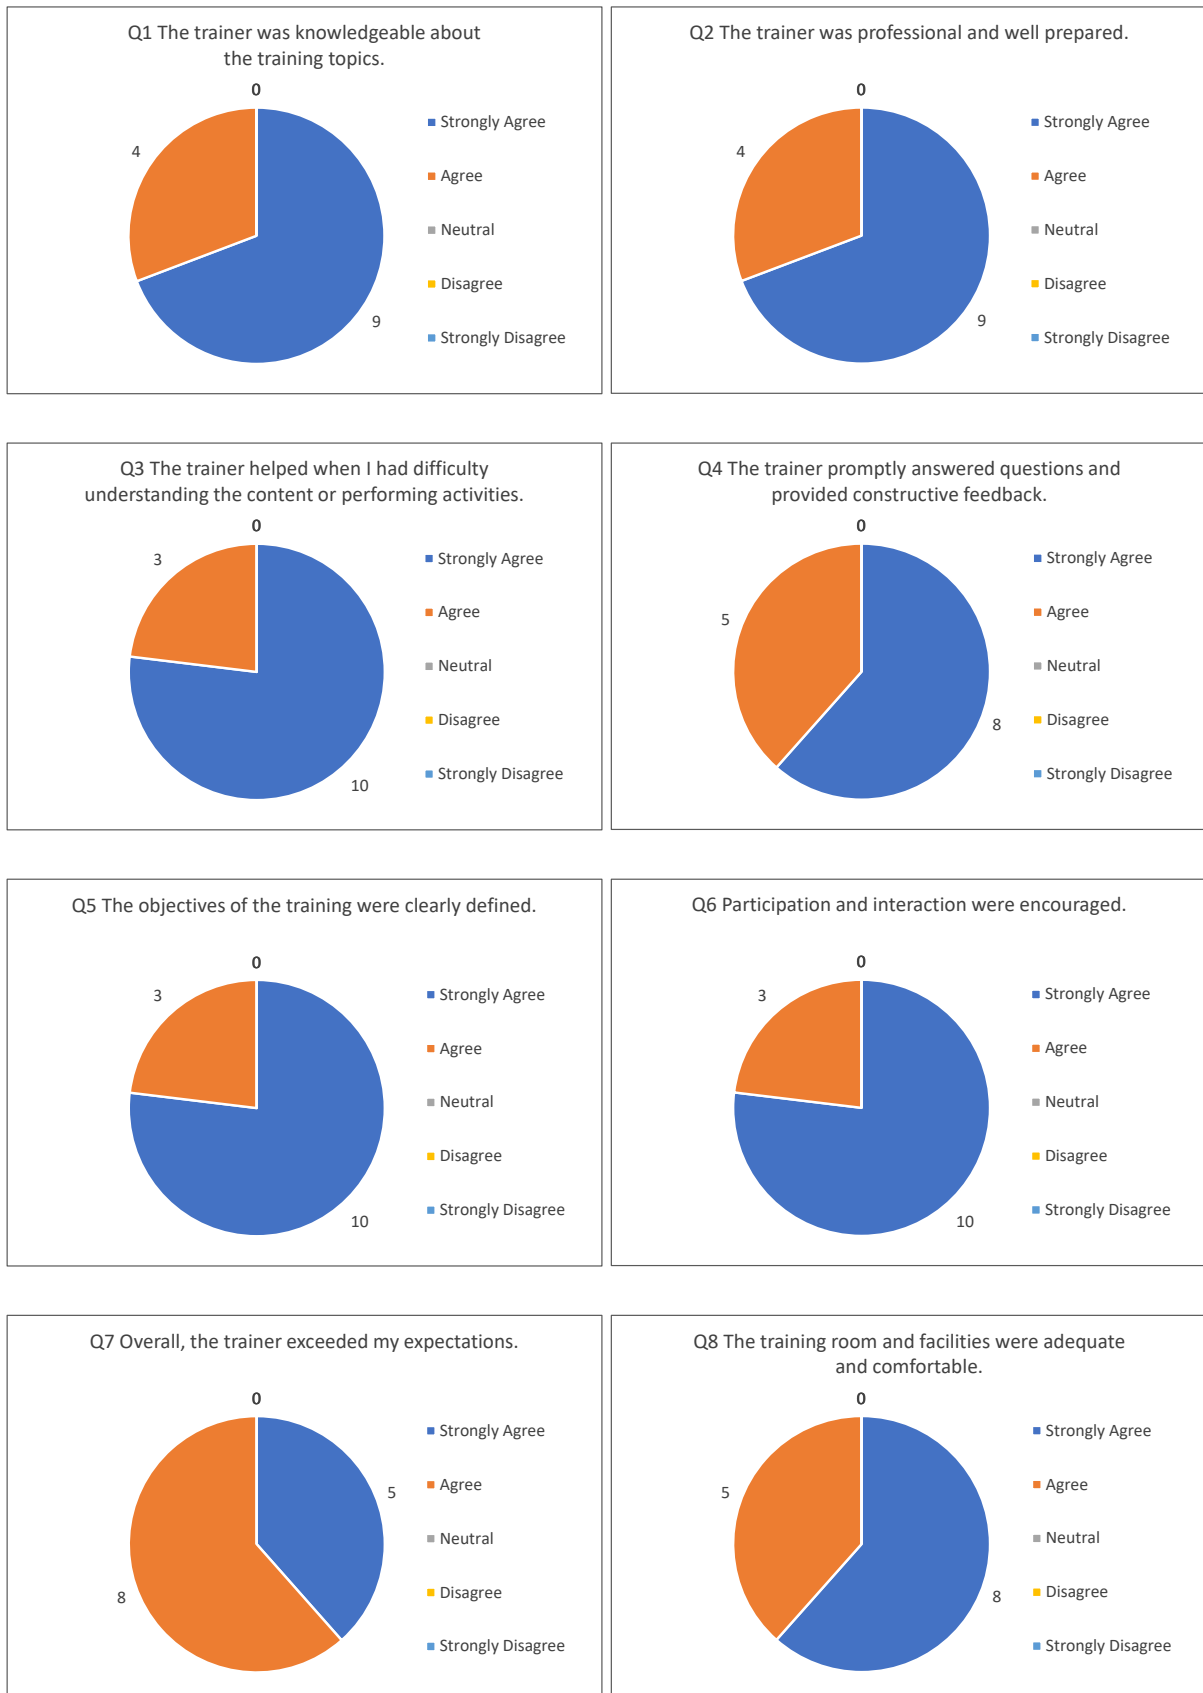 Q1 The trainer was knowledgeable about
the training topics.
0
4
9
Strongly Agree
Agree
Neutral
Disagree
Strongly Disagree
Q2 The trainer was professional and well prepared.
0
4
9
Strongly Agree
Agree
Neutral
Disagree
Strongly Disagree
Q3 The trainer helped when I had difficulty
understanding the content or performing activities.
0
3
10
Strongly Agree
Agree
Neutral
Disagree
Strongly Disagree
Q4 The trainer promptly answered questions and
provided constructive feedback.
0
5
8
Strongly Agree
Agree
Neutral
Disagree
Strongly Disagree
Q5 The objectives of the training were clearly defined.
0
3
10
Strongly Agree
Agree
Neutral
Disagree
Strongly Disagree
Q6 Participation and interaction were encouraged.
0
3
10
Strongly Agree
Agree
Neutral
Disagree
Strongly Disagree
Q7 Overall, the trainer exceeded my expectations.
0
5
8
Strongly Agree
Agree
Neutral
Disagree
Strongly Disagree
Q8 The training room and facilities were adequate
and comfortable.
0
5
8
Strongly Agree
Agree
Neutral
Disagree
Strongly Disagree